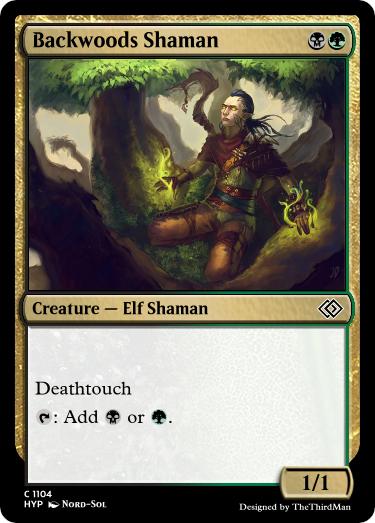 Backwoods Shaman
Creature — Elf Shaman
Deathtouch
: Add or .
1/1
C 1104
HYP Nord-Sol
Designed by TheThirdMan